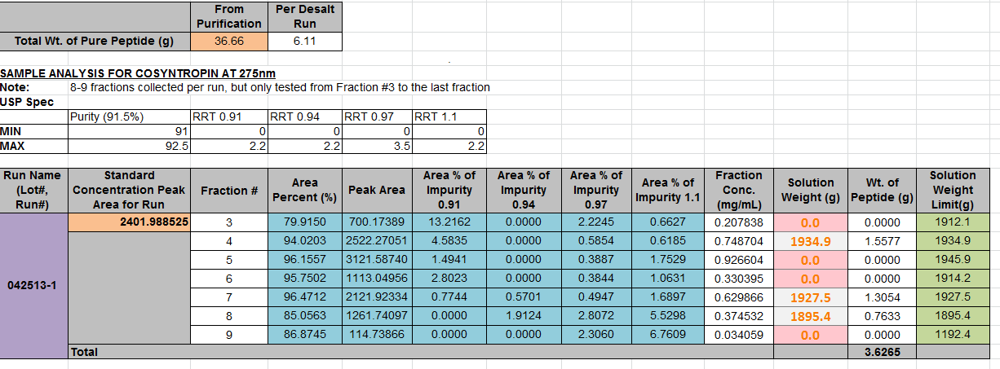 From Purification Per Desalt Run
Total Wt. of Pure Peptide (g) 36.66 6.11
SAMPLE ANALYSIS FOR COSYNTROPIN AT 275nm
Note: 8-9 fractions collected per run, but only tested from Fraction #3 to the last fraction
USP Spec
Purity (91.5%) RRT 0.91 RRT 0.94 RRT 0.97 RRT 1.1
MIN 91 0 0 0 0
MAX 92.5 2.2 2.2 3.5 2.2
Run Name (Lot#, Run#) Standard Concentration Peak Area for Run Fraction # Area Percent (%) Peak Area Area % of Impurity 0.91 Area % of Impurity 0.94 Area % of Impurity 0.97 Area % of Impurity 1.1 Fraction Conc. (mg/mL) Solution Weight (g) Wt. of Peptide (g) Solution Weight Limit(g)
2401.988525 3 79.9150 700.17389 13.2162 0.0000 2.2245 0.6627 0.207838 0.0 0.0000 1912.1
4 94.0203 2522.27051 4.5835 0.0000 0.5854 0.6185 0.748704 1934.9 1.5577 1934.9
5 96.1557 3121.58740 1.4941 0.0000 0.3887 1.7529 0.926604 0.0 0.0000 1945.9
042513-1 6 95.7502 1113.04956 2.8023 0.0000 0.3844 1.0631 0.330395 0.0 0.0000 1914.2
7 96.4712 2121.92334 0.7744 0.5701 0.4947 1.6897 0.629866 1927.5 1.3054 1927.5
8 85.0563 1261.74097 0.0000 1.9124 2.8072 5.5298 0.374532 1895.4 0.7633 1895.4
9 86.8745 114.73866 0.0000 0.0000 2.3060 6.7609 0.034059 0.0 0.0000 1192.4
Total 3.6265